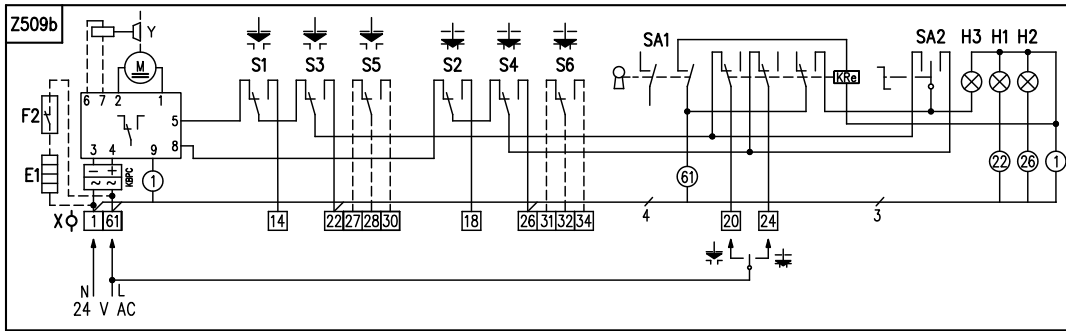 Z509b
Y
SA1
SA2 H3 H1 H2
M
S1 S3 S5 S2 S4 S6
6 7 2 1
KRe
F2
5
3 4 9 8
E1
- +
~ ~
KBPC
1
61
22 26 1
X 1 61 14 22 27 28 30 18 26 31 32 34 4 20 24 3
N L
24 V AC